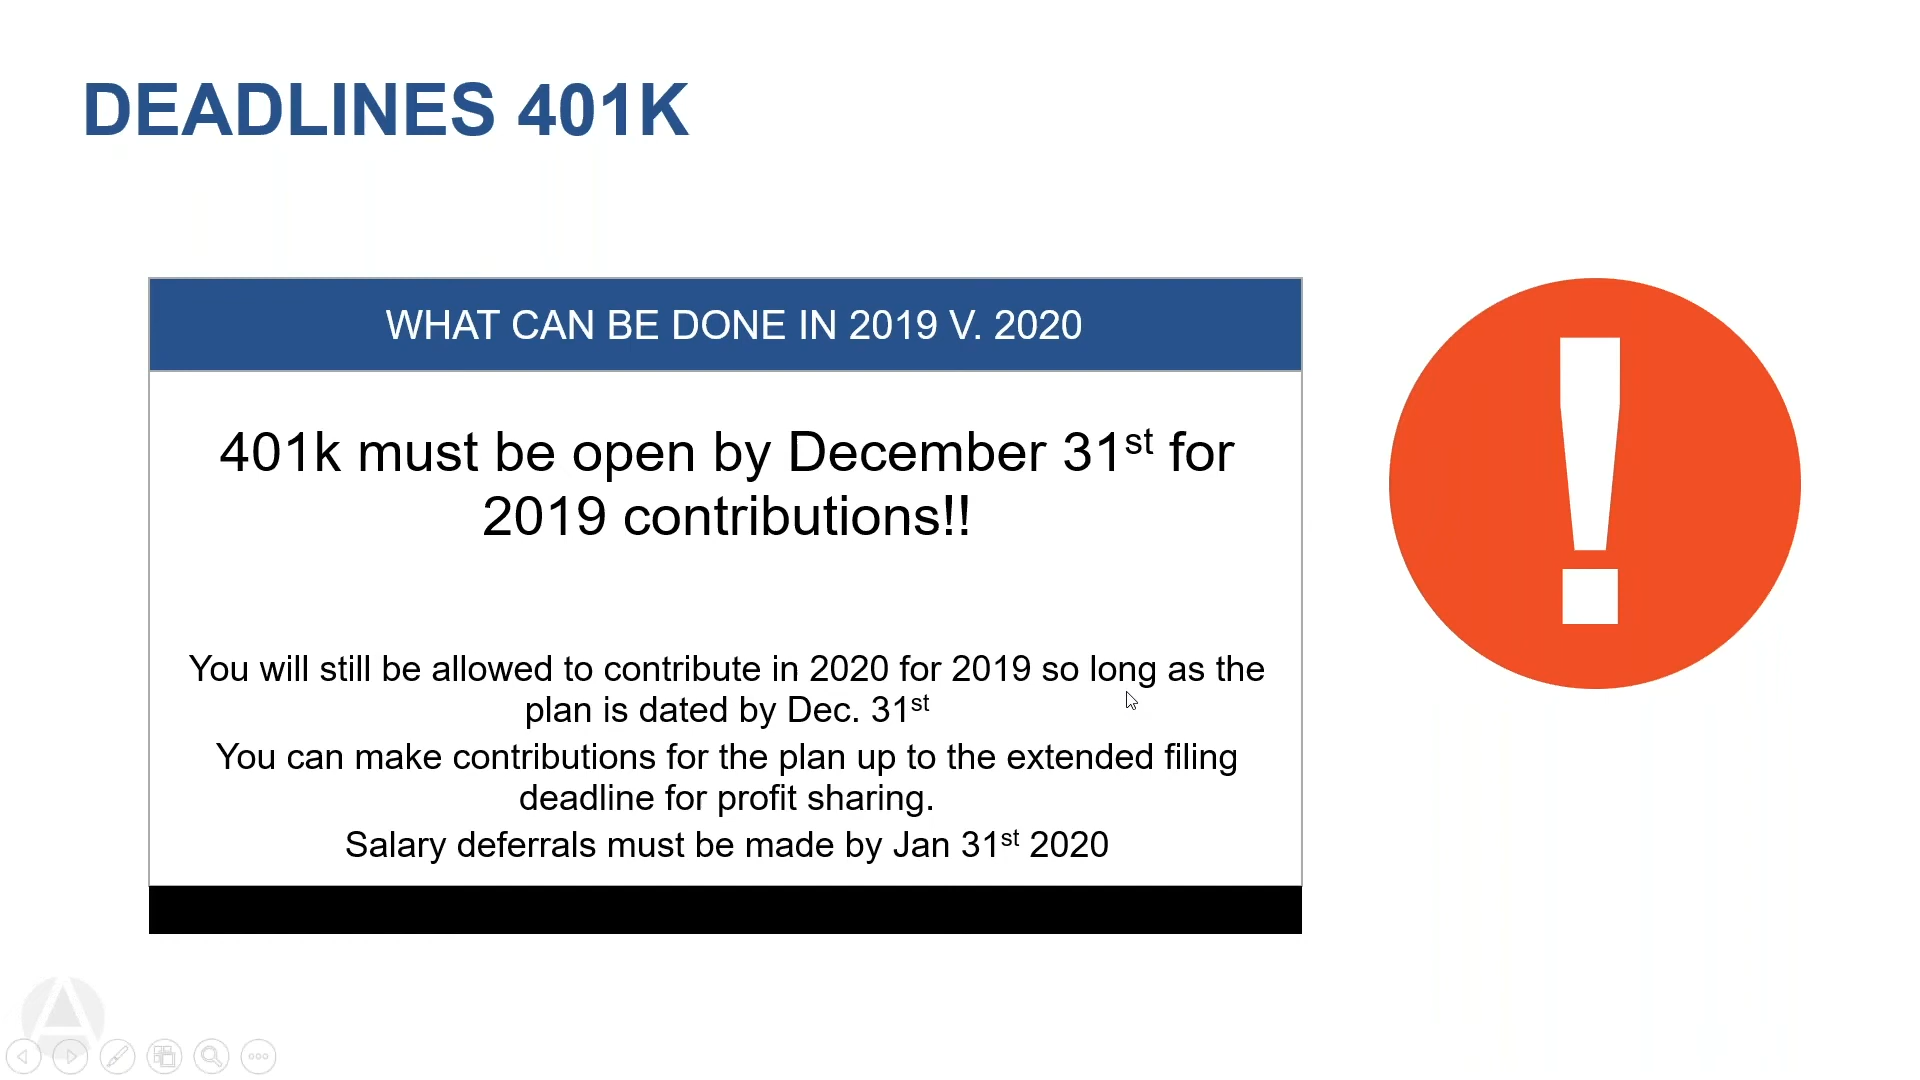 DEADLINES 401K
WHAT CAN BE DONE IN 2019 V. 2020
401k must be open by December 31st for
2019 contributions!!
You will still be allowed to contribute in 2020 for 2019 so long as the
plan is dated by Dec. 31st
You can make contributions for the plan up to the extended filing
deadline for profit sharing.
Salary deferrals must be made by Jan 31st 2020